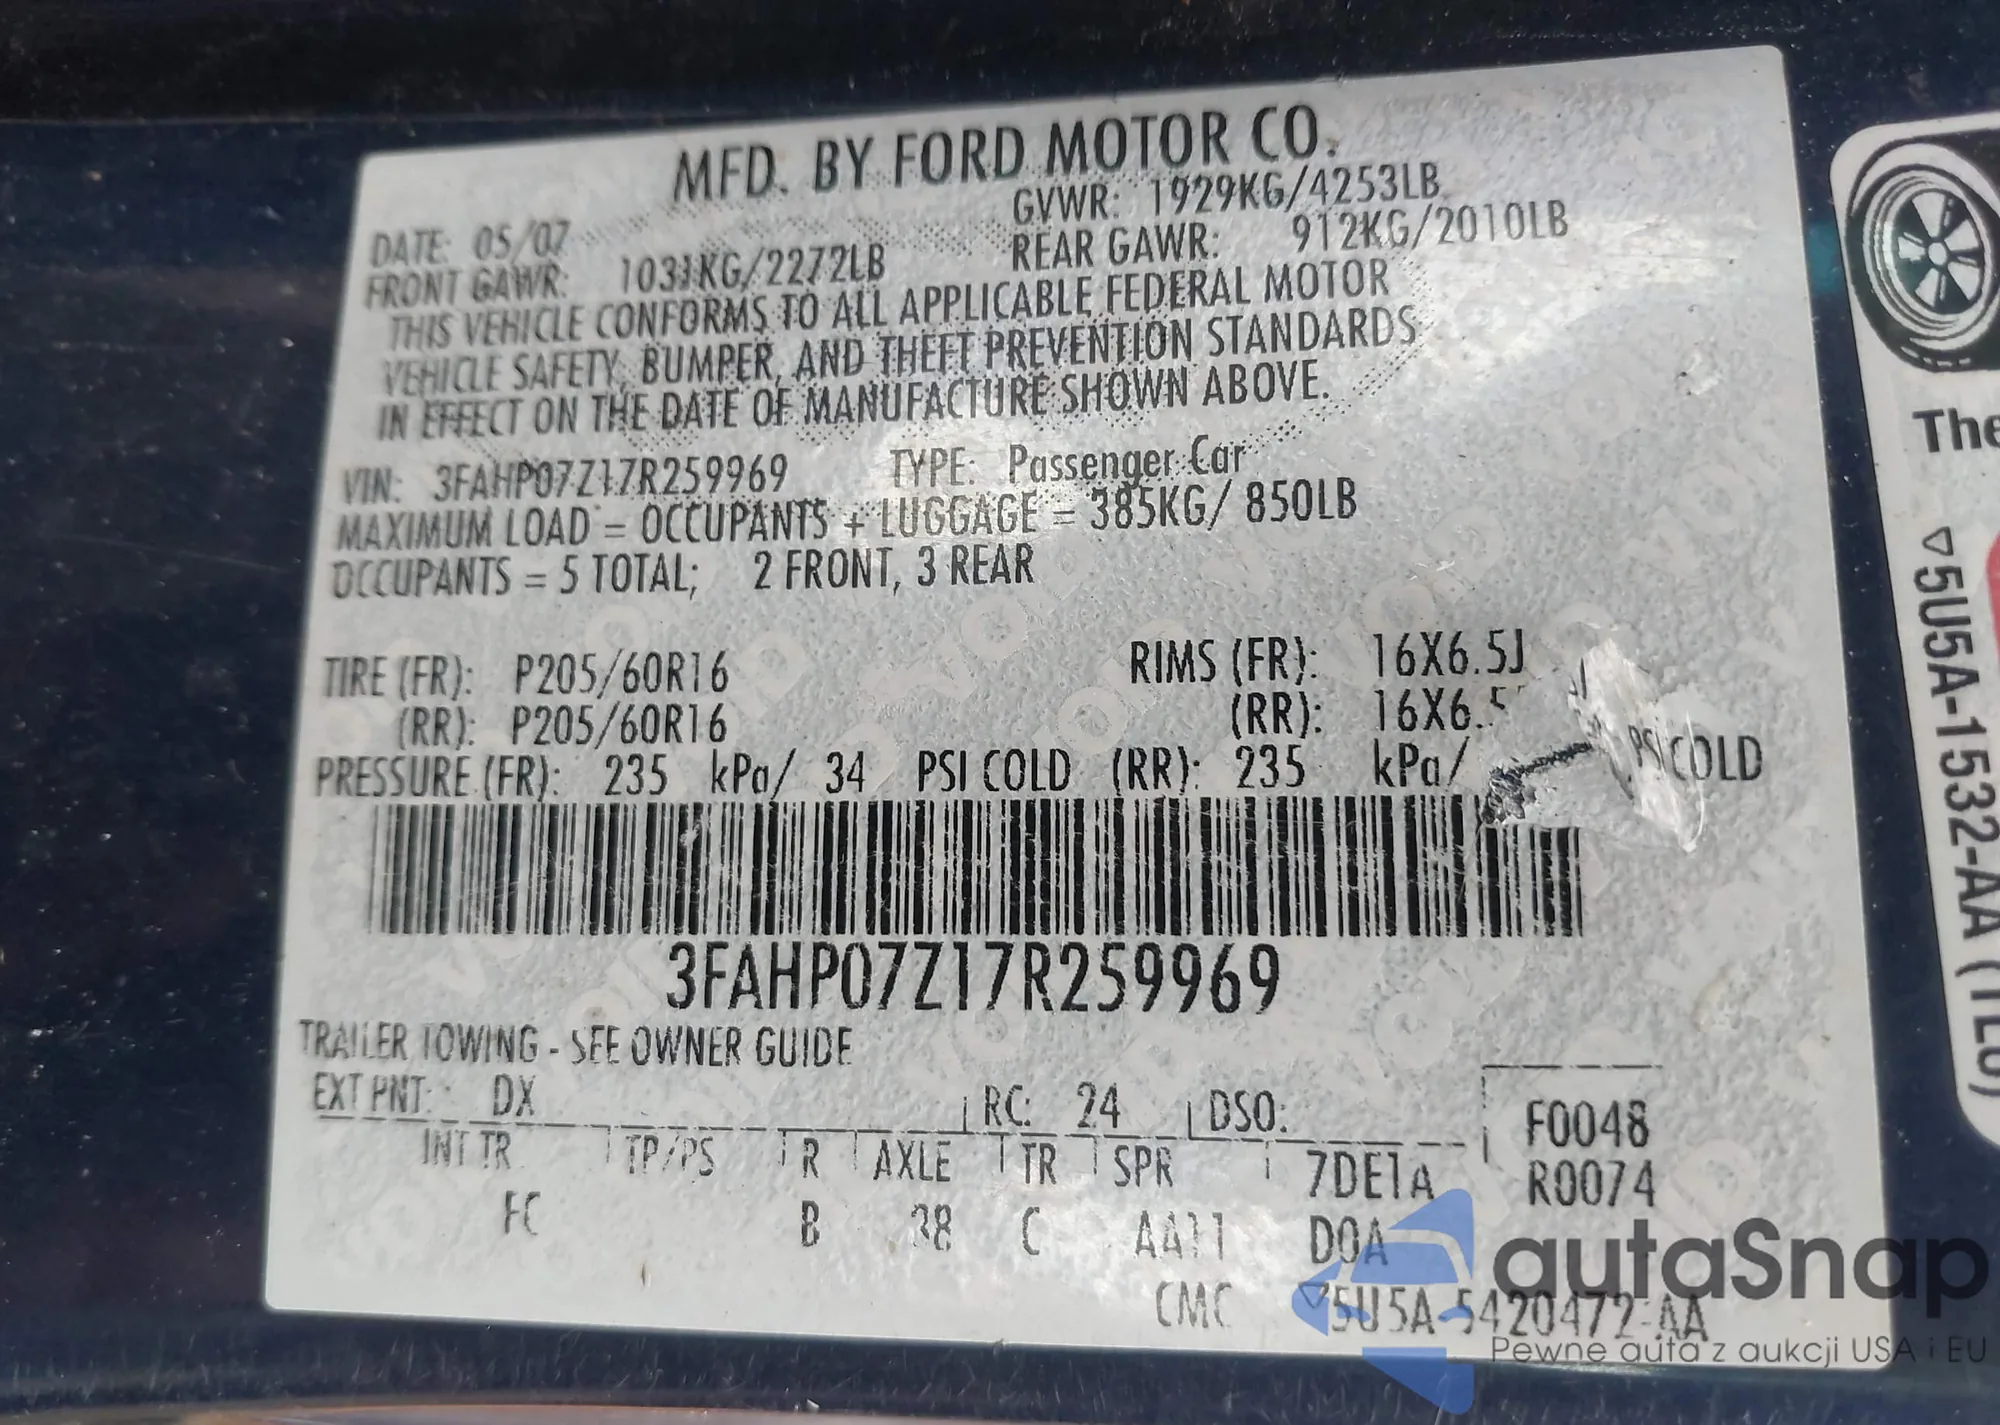 MFD. BY FORD MOTOR CO.
DATE: 05/07 GVWR: 1929KG/4253LB
FRONT GAWR: 1031KG/2272LB REAR GAWR: 912KG/2010LB
THIS VEHICLE CONFORMS TO ALL APPLICABLE FEDERAL MOTOR
VEHICLE SAFETY, BUMPER, AND THEFT PREVENTION STANDARDS
IN EFFECT ON THE DATE OF MANUFACTURE SHOWN ABOVE.
VIN: 3FAHP07Z17R259969 TYPE: Passenger Car
MAXIMUM LOAD = OCCUPANTS + LUGGAGE = 385KG/ 850LB
OCCUPANTS = 5 TOTAL; 2 FRONT, 3 REAR
TIRE (FR): P205/60R16 RIMS (FR): 16X6.5J
(RR): P205/60R16 (RR): 16X6.5
PRESSURE (FR): 235 kPa/ 34 PSI COLD (RR): 235 kPa/ PSI COLD
3FAHP07Z17R259969
TRAILER TOWING - SEE OWNER GUIDE
EXT PNT: DX RC: 24 DSO: F0048
INT TR TP/PS R AXLE TR SPR 7DE1A R0074
FC B 38 C AA11 D0A
CMC ▽5U5A-5420472-AA
The
▽5U5A-1532-AA
autaSnap
Pewne auta z aukcji USA i EU